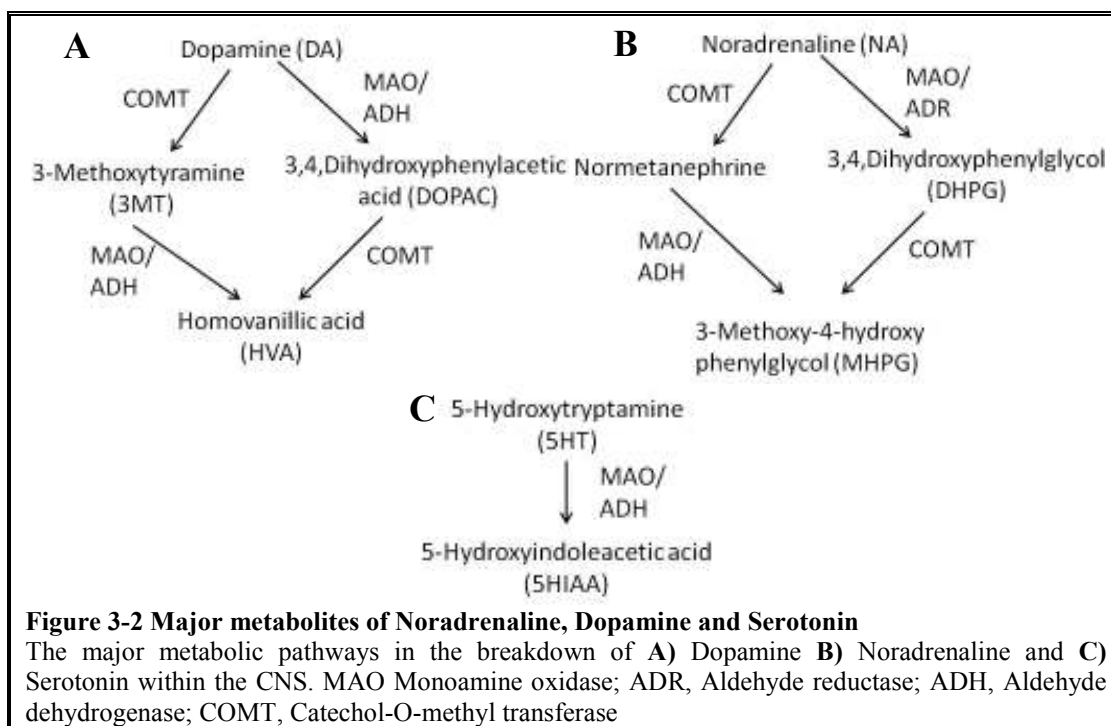 A
Dopamine (DA)
COMT
MAO/
ADH
3-Methoxytyramine
(3MT)
3,4,Dihydroxyphenylacetic
acid (DOPAC)
MAO/
ADH
COMT
Homovanillic acid
(HVA)
B
Noradrenaline (NA)
COMT
MAO/
ADR
Normetanephrine
3,4,Dihydroxyphenylglycol
(DHPG)
MAO/
ADH
COMT
3-Methoxy-4-hydroxy
phenylglycol (MHPG)
C
5-Hydroxytryptamine
(5HT)
MAO/
ADH
5-Hydroxyindoleacetic acid
(5HIAA)
Figure 3-2 Major metabolites of Noradrenaline, Dopamine and Serotonin
The major metabolic pathways in the breakdown of A) Dopamine B) Noradrenaline and C)
Serotonin within the CNS. MAO Monoamine oxidase; ADR, Aldehyde reductase; ADH, Aldehyde
dehydrogenase; COMT, Catechol-O-methyl transferase